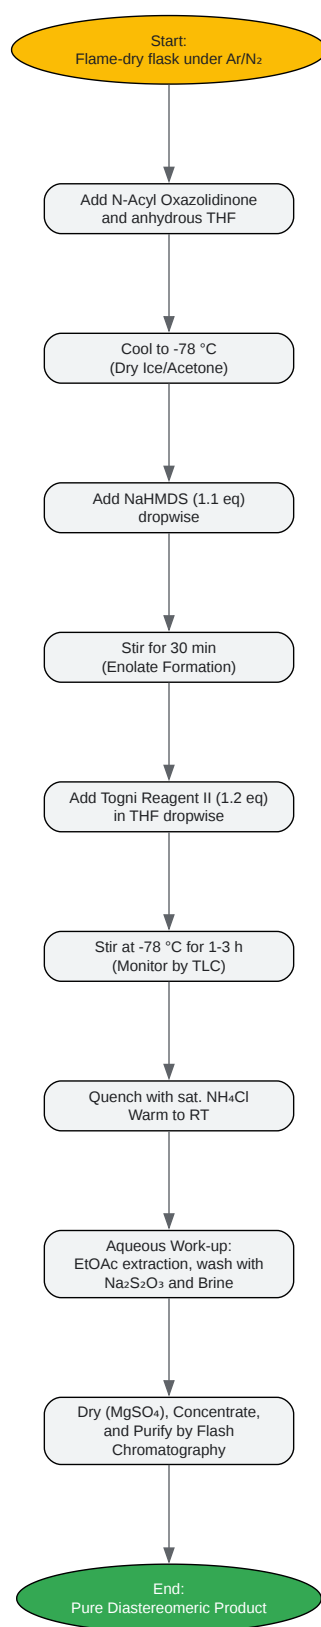 Start:
Flame-dry flask under Ar/N₂
Add N-Acyl Oxazolidinone
and anhydrous THF
Cool to -78 °C
(Dry Ice/Acetone)
Add NaHMDS (1.1 eq)
dropwise
Stir for 30 min
(Enolate Formation)
Add Togni Reagent II (1.2 eq)
in THF dropwise
Stir at -78 °C for 1-3 h
(Monitor by TLC)
Quench with sat. NH₄Cl
Warm to RT
Aqueous Work-up:
EtOAc extraction, wash with
Na₂S₂O₃ and Brine
Dry (MgSO₄), Concentrate,
and Purify by Flash
Chromatography
End:
Pure Diastereomeric Product